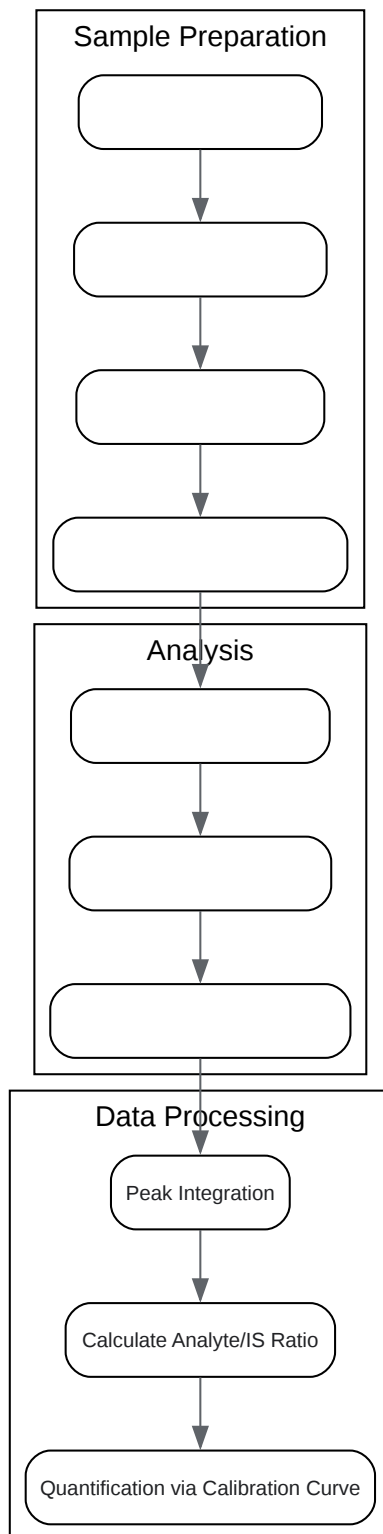 Sample Preparation
Analysis
Data Processing
Peak Integration
Calculate Analyte/IS Ratio
Quantification via Calibration Curve